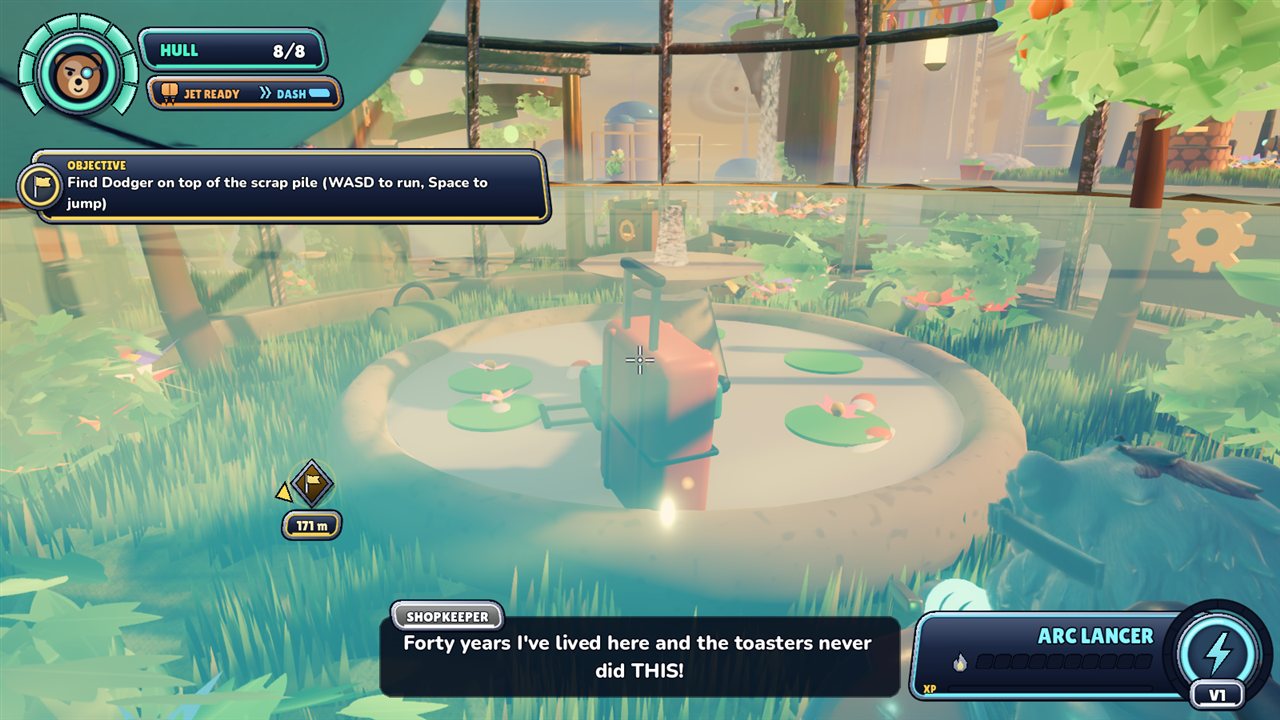 HULL 8/8
JET READY DASH
OBJECTIVE
Find Dodger on top of the scrap pile (WASD to run, Space to
jump)
171 m
SHOPKEEPER
Forty years I've lived here and the toasters never
did THIS!
ARC LANCER
XP
V1